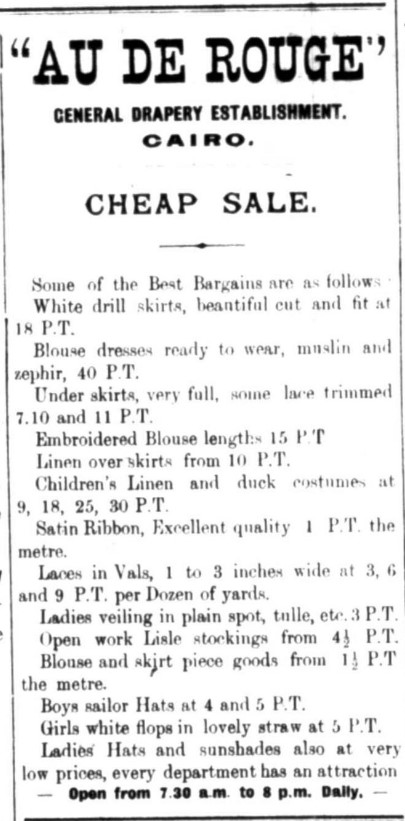 "AU DE ROUGE"
GENERAL DRAPERY ESTABLISHMENT.
CAIRO.
CHEAP SALE.
Some of the Best Bargains are as follows
White drill skirts, beautiful cut and fit at
18 P.T.
Blouse dresses ready to wear, muslin and
zephir, 40 P.T.
Under skirts, very full, some lace trimmed
7.10 and 11 P.T.
Embroidered Blouse lengths 15 P.T
Linen over skirts from 10 P.T.
Children's Linen and duck costumes at
9, 18, 25, 30 P.T.
Satin Ribbon, Excellent quality 1 P.T. the
metre.
Laces in Vals, 1 to 3 inches wide at 3, 6
and 9 P.T. per Dozen of yards.
Ladies veiling in plain spot, tulle, etc. 3 P.T.
Open work Lisle stockings from 4½ P.T.
Blouse and skirt piece goods from 1½ P.T
the metre.
Boys sailor Hats at 4 and 5 P.T.
Girls white flops in lovely straw at 5 P.T.
Ladies Hats and sunshades also at very
low prices, every department has an attraction
— Open from 7.30 a.m. to 8 p.m. Daily. —